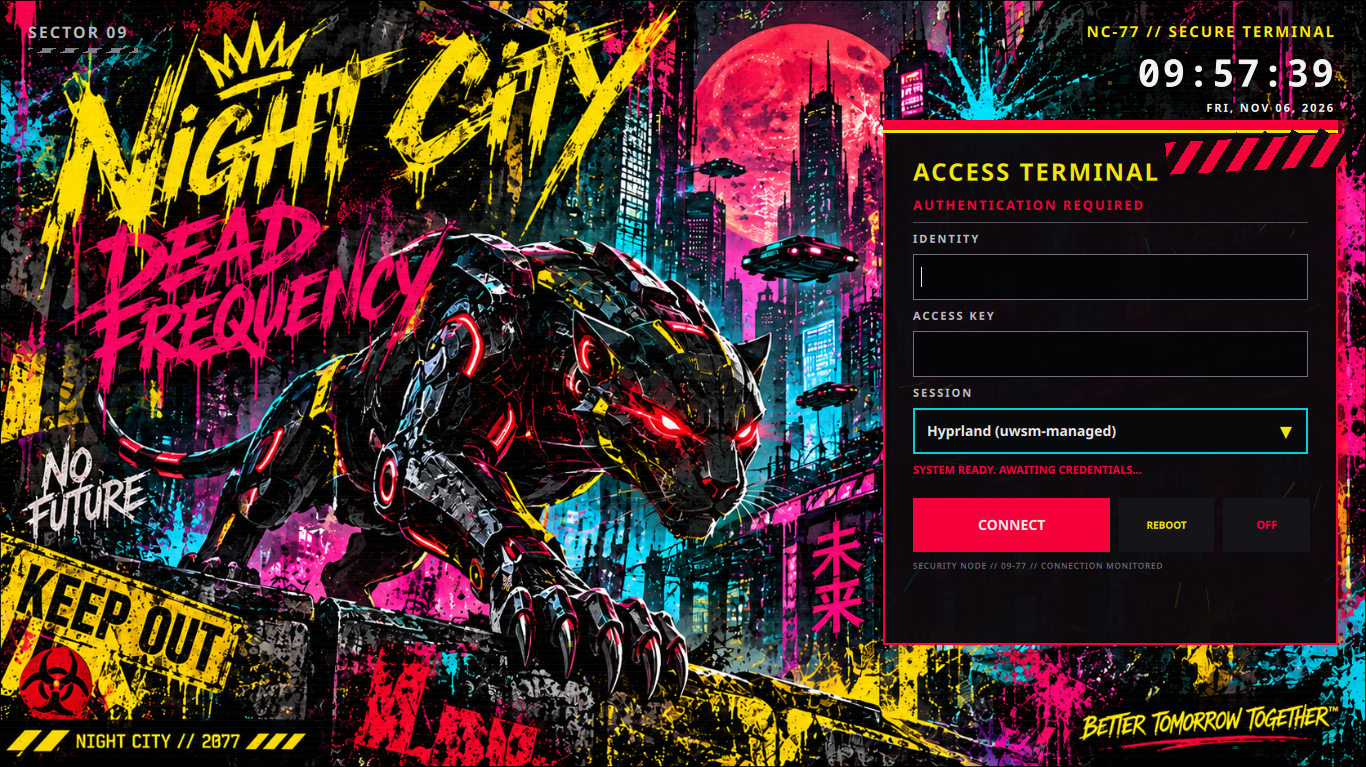 SECTOR 09
NIGHT CITY
DEAD
FREQUENCY
NO
FUTURE
KEEP OUT
NIGHT CITY // 2077
未来
NC-77 // SECURE TERMINAL
09:57:39
FRI, NOV 06, 2026
ACCESS TERMINAL
AUTHENTICATION REQUIRED
IDENTITY
ACCESS KEY
SESSION
Hyprland (uwsm-managed)
SYSTEM READY. AWAITING CREDENTIALS...
CONNECT
REBOOT
OFF
SECURITY NODE // 09-77 // CONNECTION MONITORED
BETTER TOMORROW TOGETHER™